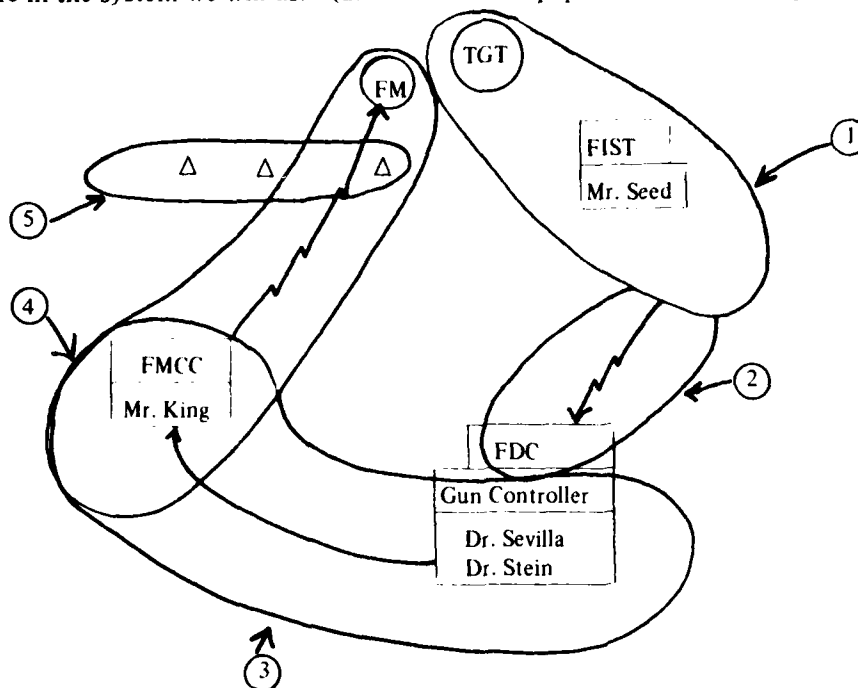 TGT
FM
FIST
Mr. Seed
1
5
4
FMCC
Mr. King
2
FDC
Gun Controller
Dr. Sevilla
Dr. Stein
3